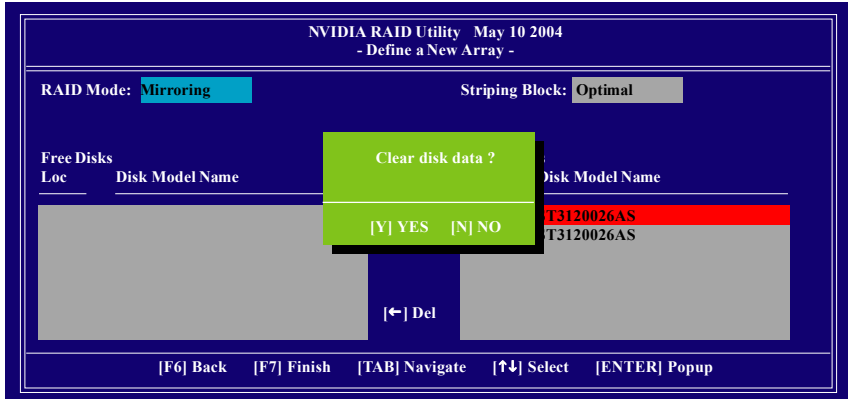 NVIDIA RAID Utility May 10 2004
- Define a New Array -
RAID Mode: Mirroring Striping Block: Optimal
Free Disks
Clear disk data ?
Loc Disk Model Name Disk Model Name
ST3120026AS
[Y] YES [N] NO
ST3120026AS
[←] Del
[F6] Back [F7] Finish [TAB] Navigate [↑↓] Select [ENTER] Popup